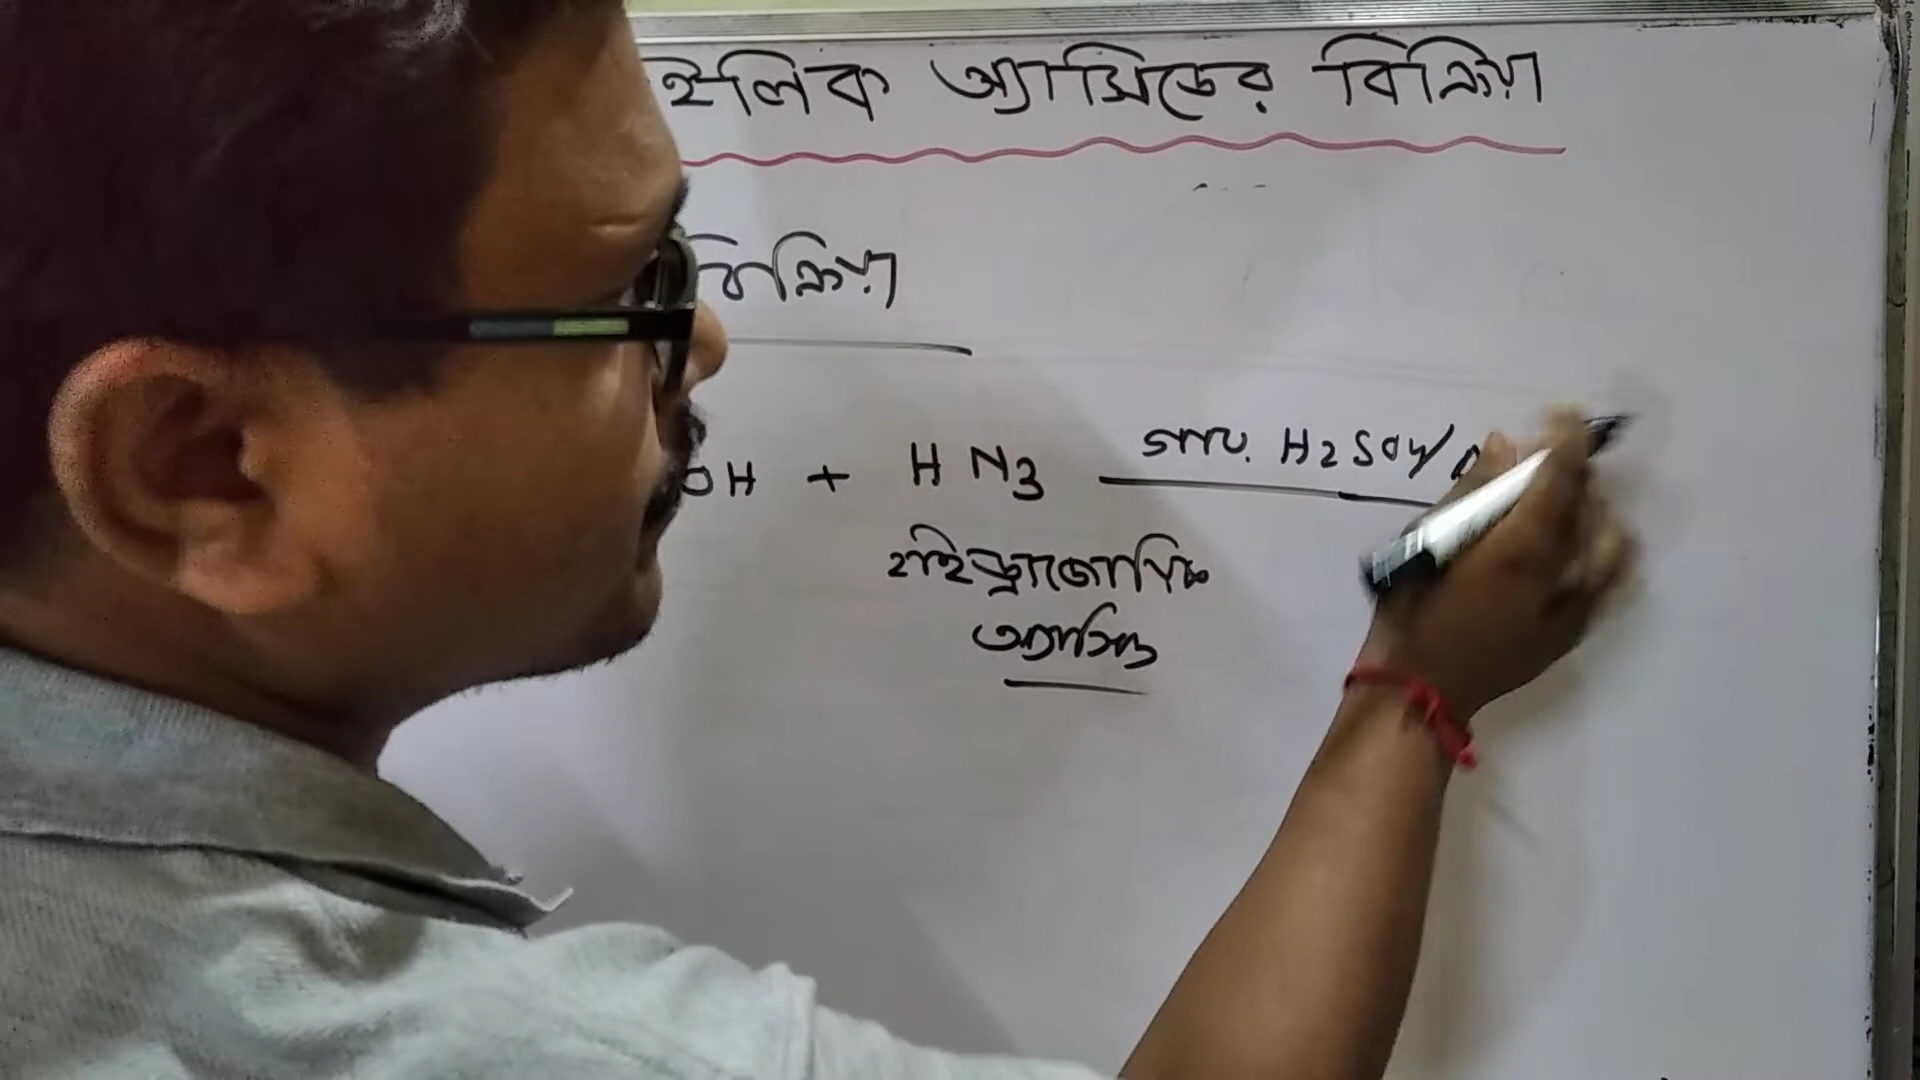 ইলিক অ্যাসিডের বিক্রিয়া
বিক্রিয়া
OH + HN3 গাঢ়. H2SO4/
হাইড্রাজোয়িক
অ্যাসিড